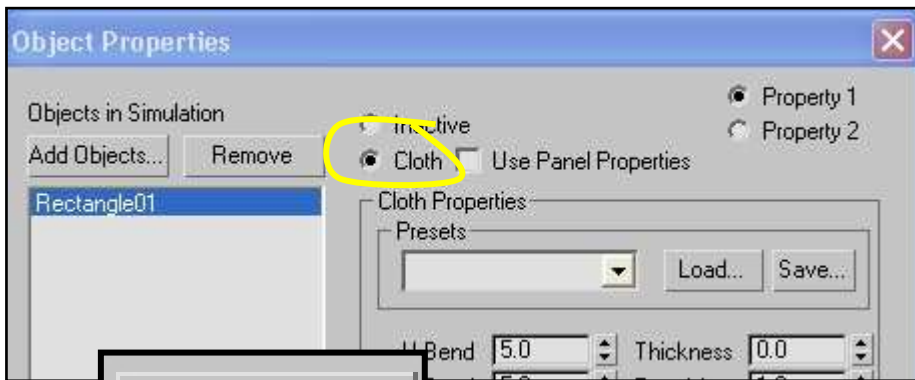 Object Properties
Objects in Simulation
Add Objects... Remove
Rectangle01
Inactive
Cloth Use Panel Properties
Property 1
Property 2
Cloth Properties
Presets
Load... Save...
Bend 5.0 Thickness 0.0